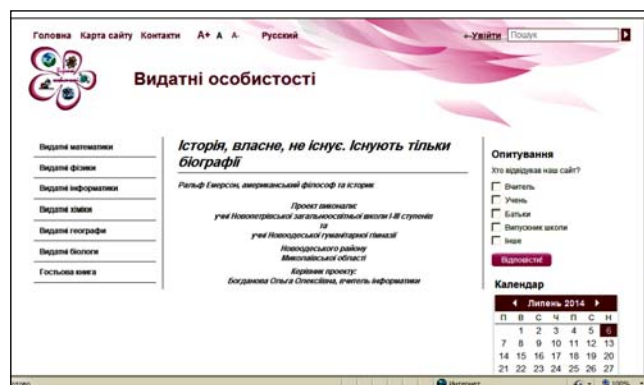 Головна Карта сайту Контакти А+ А А- Русский
Увійти Пошук
Видатні особистості
Видатні математики
Видатні фізики
Видатні інформатики
Видатні хіміки
Видатні географи
Видатні біологи
Гостьова книга
Історія, власне, не існує. Існують тільки
біографії
Ральф Емерсон, американський філософ та історик
Проект виконали:
учні Новопетрівської загальноосвітньої школи І-ІІІ ступенів
та
учні Новоодеської гуманітарної гімназії
Новоодеського району
Миколаївської області
Керівник проекту:
Богданова Ольга Олексіївна, вчитель інформатики
Опитування
Хто відвідував наш сайт?
Вчитель
Учень
Батьки
Випускник школи
Інше
Відповісти!
Календар
Липень 2014
П В С Ч П С Н
1 2 3 4 5 6
7 8 9 10 11 12 13
14 15 16 17 18 19 20
21 22 23 24 25 26 27
Интернет 100%